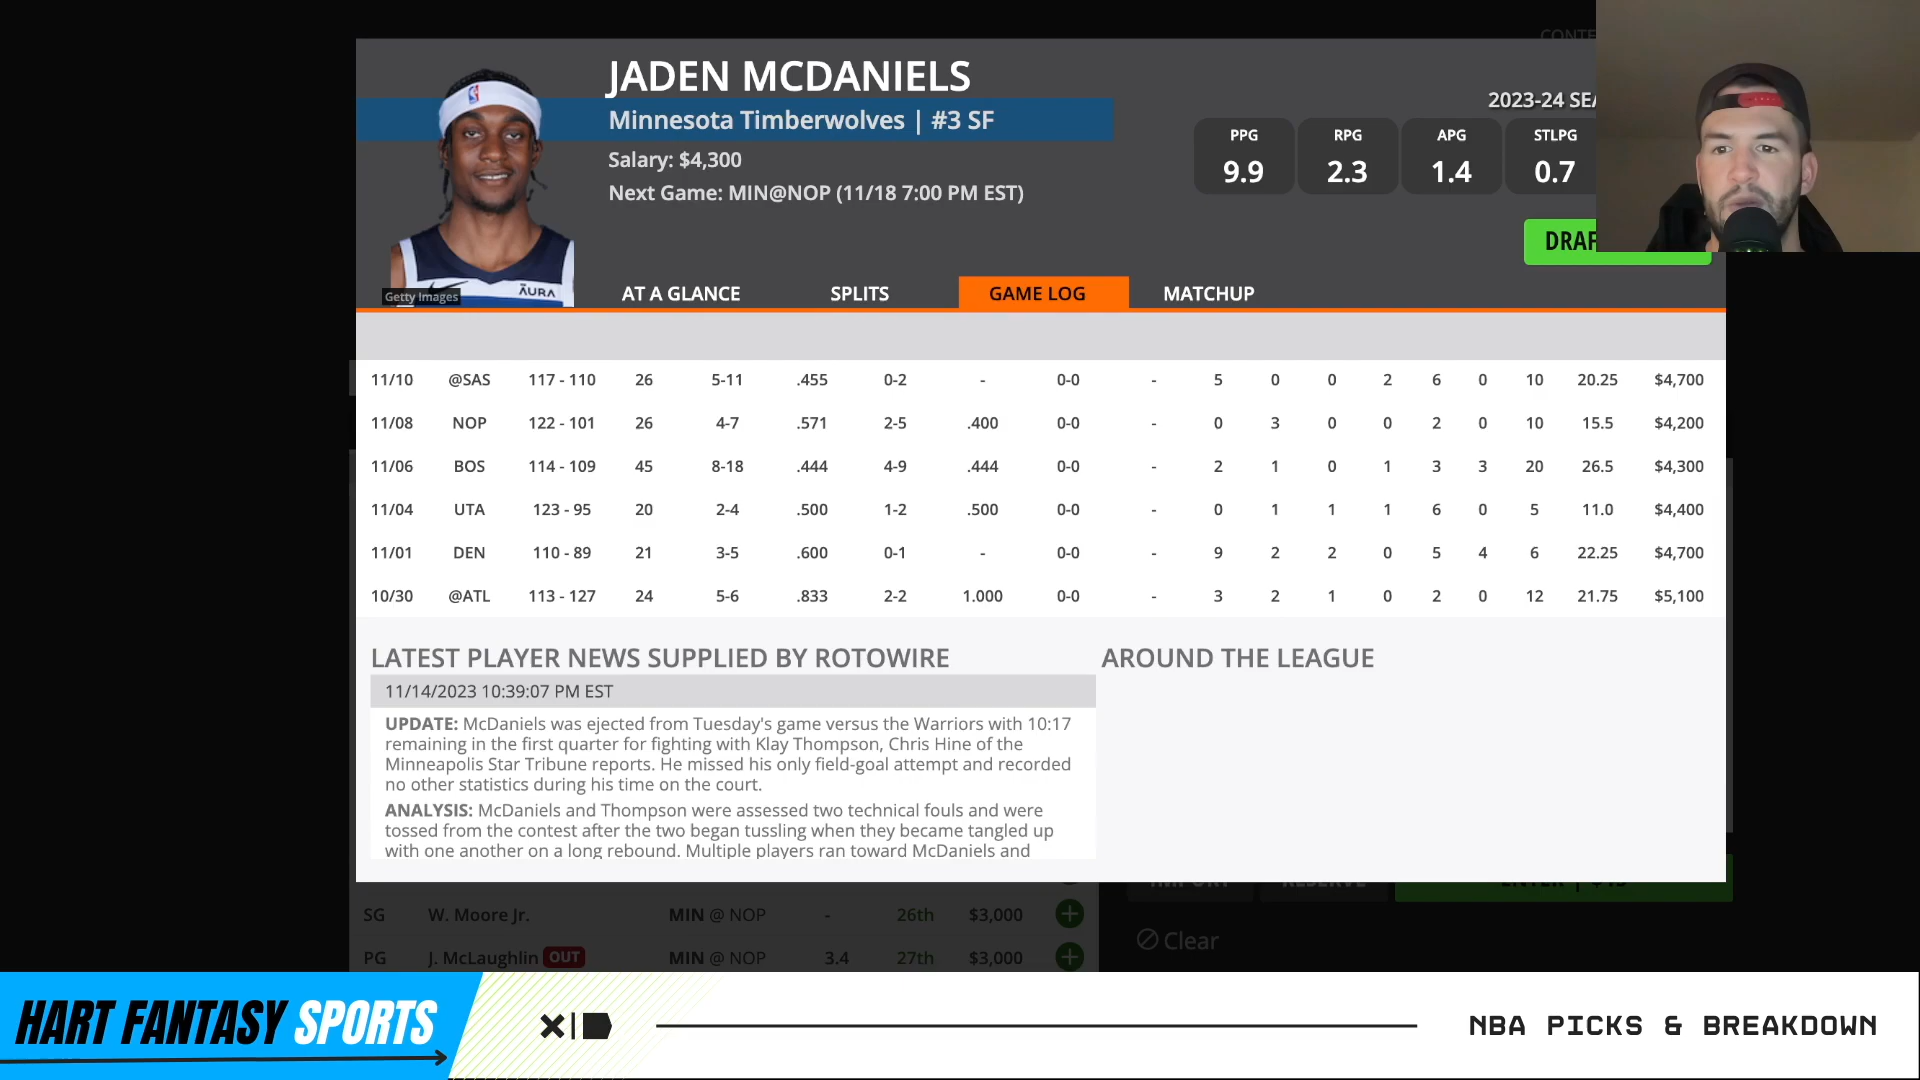 CONTE
JADEN MCDANIELS
Minnesota Timberwolves | #3 SF
Salary: $4,300
Next Game: MIN@NOP (11/18 7:00 PM EST)
2023-24 SEA
PPG RPG APG STLPG
9.9 2.3 1.4 0.7
DRAF
AURA
Getty Images
AT A GLANCE SPLITS GAME LOG MATCHUP
11/10 @SAS 117 - 110 26 5-11 .455 0-2 - 0-0 - 5 0 0 2 6 0 10 20.25 $4,700
11/08 NOP 122 - 101 26 4-7 .571 2-5 .400 0-0 - 0 3 0 0 2 0 10 15.5 $4,200
11/06 BOS 114 - 109 45 8-18 .444 4-9 .444 0-0 - 2 1 0 1 3 3 20 26.5 $4,300
11/04 UTA 123 - 95 20 2-4 .500 1-2 .500 0-0 - 0 1 1 1 6 0 5 11.0 $4,400
11/01 DEN 110 - 89 21 3-5 .600 0-1 - 0-0 - 9 2 2 0 5 4 6 22.25 $4,700
10/30 @ATL 113 - 127 24 5-6 .833 2-2 1.000 0-0 - 3 2 1 0 2 0 12 21.75 $5,100
LATEST PLAYER NEWS SUPPLIED BY ROTOWIRE
11/14/2023 10:39:07 PM EST
UPDATE: McDaniels was ejected from Tuesday's game versus the Warriors with 10:17
remaining in the first quarter for fighting with Klay Thompson, Chris Hine of the
Minneapolis Star Tribune reports. He missed his only field-goal attempt and recorded
no other statistics during his time on the court.
ANALYSIS: McDaniels and Thompson were assessed two technical fouls and were
tossed from the contest after the two began tussling when they became tangled up
with one another on a long rebound. Multiple players ran toward McDaniels and
AROUND THE LEAGUE
IMPORT RESERVE
SG W. Moore Jr. MIN @ NOP - 26th $3,000
PG J. McLaughlin OUT MIN @ NOP 3.4 27th $3,000
Clear
HART FANTASY SPORTS
NBA PICKS & BREAKDOWN